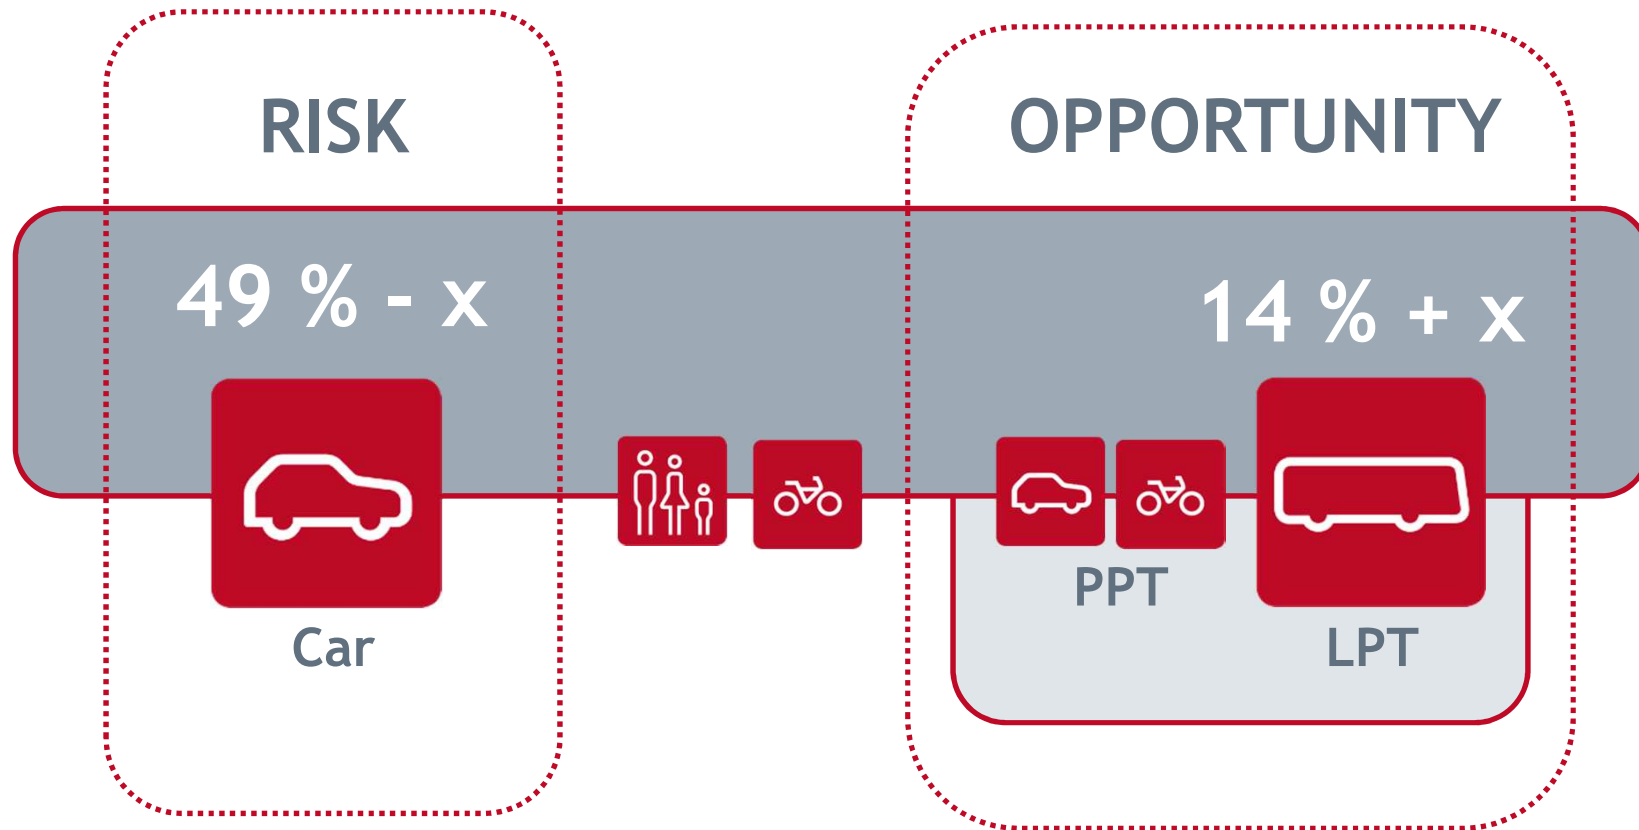 RISK
OPPORTUNITY
49 % - x
14 % + x
PPT
Car
LPT